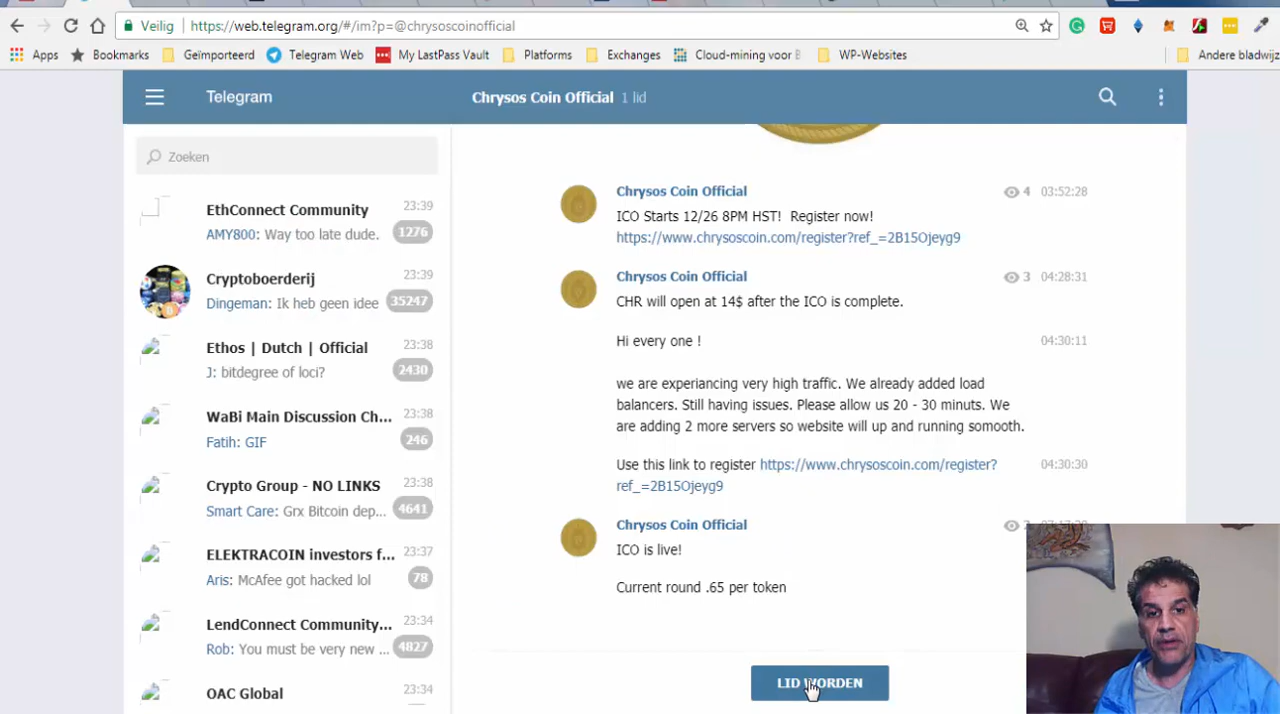 Veilig
https://web.telegram.org/#/im?p=@chrysoscoinofficial
Apps
Bookmarks
Geïmporteerd
Telegram Web
My LastPass Vault
Platforms
Exchanges
Cloud-mining voor B
WP-Websites
Andere bladwijz
Telegram
Chrysos Coin Official 1 lid
Zoeken
EthConnect Community 23:39
AMY800: Way too late dude. 1276
Cryptoboerderij 23:39
Dingeman: Ik heb geen idee 35247
Ethos | Dutch | Official 23:38
J: bitdegree of loci? 2430
WaBi Main Discussion Ch... 23:38
Fatih: GIF 246
Crypto Group - NO LINKS 23:38
Smart Care: Grx Bitcoin dep... 4641
ELEKTRACOIN investors f... 23:37
Aris: McAfee got hacked lol 78
LendConnect Community... 23:34
Rob: You must be very new ... 4827
OAC Global 23:34
Chrysos Coin Official 4 03:52:28
ICO Starts 12/26 8PM HST! Register now!
https://www.chrysoscoin.com/register?ref_=2B15Ojeyg9
Chrysos Coin Official 3 04:28:31
CHR will open at 14$ after the ICO is complete.
Hi every one ! 04:30:11
we are experiancing very high traffic. We already added load
balancers. Still having issues. Please allow us 20 - 30 minuts. We
are adding 2 more servers so website will up and running somooth.
Use this link to register https://www.chrysoscoin.com/register? 04:30:30
ref_=2B15Ojeyg9
Chrysos Coin Official
ICO is live!
Current round .65 per token
LID WORDEN